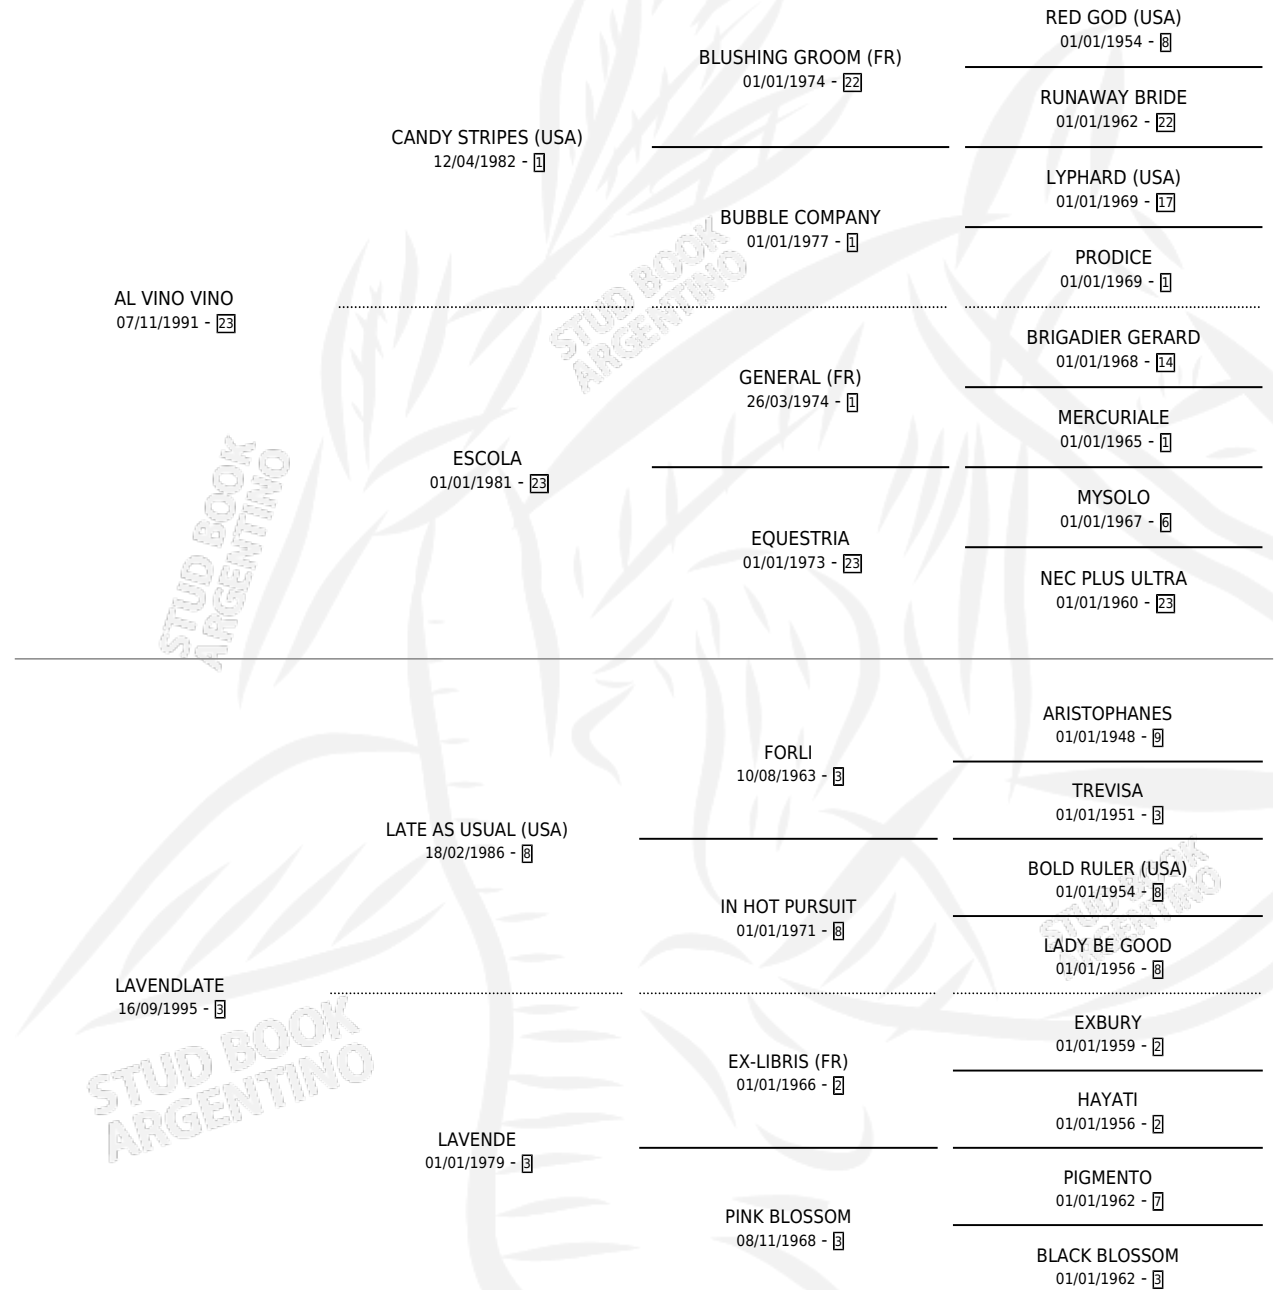 RED GOD (USA)
01/01/1954 - 8
BLUSHING GROOM (FR)
01/01/1974 - 22
RUNAWAY BRIDE
01/01/1962 - 22
CANDY STRIPES (USA)
12/04/1982 - 1
LYPHARD (USA)
01/01/1969 - 17
BUBBLE COMPANY
01/01/1977 - 1
PRODICE
01/01/1969 - 1
STUD BOOK
ARGENTINO
AL VINO VINO
07/11/1991 - 23
BRIGADIER GERARD
01/01/1968 - 14
GENERAL (FR)
26/03/1974 - 1
MERCURIALE
01/01/1965 - 1
ESCOLA
01/01/1981 - 23
MYSOLO
01/01/1967 - 6
EQUESTRIA
01/01/1973 - 23
NEC PLUS ULTRA
01/01/1960 - 23
STUD BOOK
ARGENTINO
ARISTOPHANES
01/01/1948 - 9
FORLI
10/08/1963 - 3
TREVISA
01/01/1951 - 3
LATE AS USUAL (USA)
18/02/1986 - 8
BOLD RULER (USA)
01/01/1954 - 8
IN HOT PURSUIT
01/01/1971 - 8
LADY BE GOOD
01/01/1956 - 8
STUD BOOK
ARGENTINO
LAVENDLATE
16/09/1995 - 3
EXBURY
01/01/1959 - 2
EX-LIBRIS (FR)
01/01/1966 - 2
HAYATI
01/01/1956 - 2
STUD BOOK
ARGENTINO
LAVENDE
01/01/1979 - 3
PIGMENTO
01/01/1962 - 7
PINK BLOSSOM
08/11/1968 - 3
BLACK BLOSSOM
01/01/1962 - 3